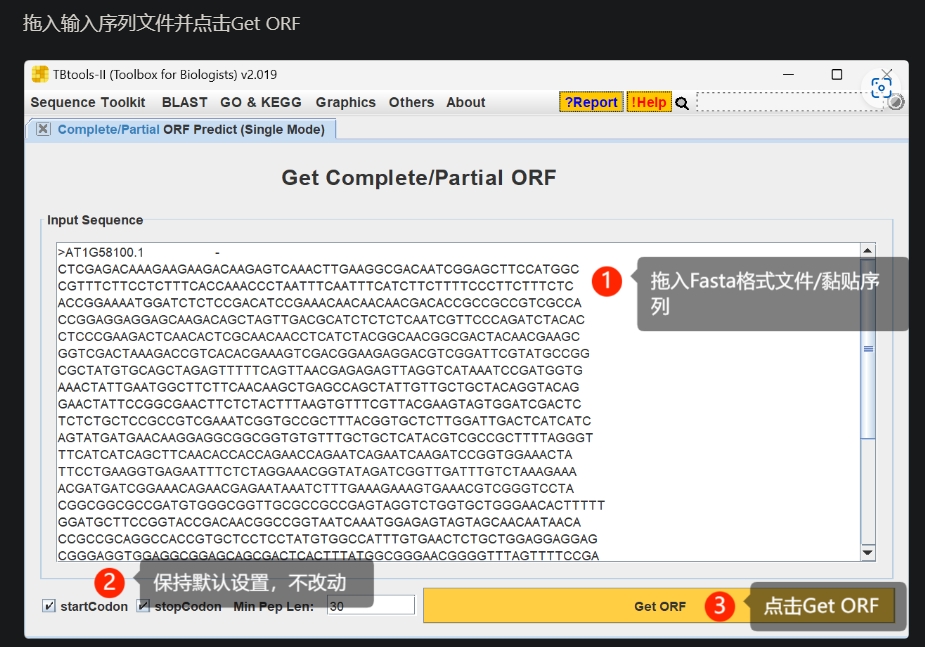 拖入输入序列文件并点击Get ORF
TBtools-II (Toolbox for Biologists) v2.019
Sequence Toolkit BLAST GO & KEGG Graphics Others About ?Report !Help
Complete/Partial ORF Predict (Single Mode)
Get Complete/Partial ORF
Input Sequence
>AT1G58100.1 -
CTCGAGACAAAGAAGAAGACAAGAGTCAAACTTGAAGGCGACAATCGGAGCTTCCATGGC
CGTTTCTTCCTCTTTCACCAAACCCTAATTTCAATTTCATCTTCTTTTCCCTTCTTTCTC
ACCGGAAAATGGATCTCTCCGACATCCGAAACAACAACAACGACACCGCCGCCGTCGCCA
CCGGAGGAGGAGCAAGACAGCTAGTTGACGCATCTCTCTCAATCGTTCCCAGATCTACAC
CTCCCGAAGACTCAACACTCGCAACAACCTCATCTACGGCAACGGCGACTACAACGAAGC
GGTCGACTAAAGACCGTCACACGAAAGTCGACGGAAGAGGACGTCGGATTCGTATGCCGG
CGCTATGTGCAGCTAGAGTTTTTCAGTTAACGAGAGAGTTAGGTCATAAATCCGATGGTG
AAACTATTGAATGGCTTCTTCAACAAGCTGAGCCAGCTATTGTTGCTGCTACAGGTACAG
GAACTATTCCGGCGAACTTCTCTACTTTAAGTGTTTCGTTACGAAGTAGTGGATCGACTC
TCTCTGCTCCGCCGTCGAAATCGGTGCCGCTTTACGGTGCTCTTGGATTGACTCATCATC
AGTATGATGAACAAGGAGGCGGCGGTGTGTTTGCTGCTCATACGTCGCCGCTTTTAGGGT
TTCATCATCAGCTTCAACACCACCAGAACCAGAATCAGAATCAAGATCCGGTGGAAACTA
TTCCTGAAGGTGAGAATTTCTCTAGGAAACGGTATAGATCGGTTGATTTGTCTAAAGAAA
ACGATGATCGGAAACAGAACGAGAATAAATCTTTGAAAGAAAGTGAAACGTCGGGTCCTA
CGGCGGCGCCGATGTGGGCGGTTGCGCCGCCGAGTAGGTCTGGTGCTGGGAACACTTTTT
GGATGCTTCCGGTACCGACAACGGCCGGTAATCAAATGGAGAGTAGTAGCAACAATAACA
CCGCCGCAGGCCACCGTGCTCCTCCTATGTGGCCATTTGTGAACTCTGCTGGAGGAGGAG
CGGGAGGTGGAGGCGGAGCAGCGACTCACTTTATGGCGGGAACGGGGTTTAGTTTTCCGA
1 拖入Fasta格式文件/黏贴序
列
2 保持默认设置，不改动
startCodon stopCodon Min Pep Len: 30 Get ORF 3 点击Get ORF